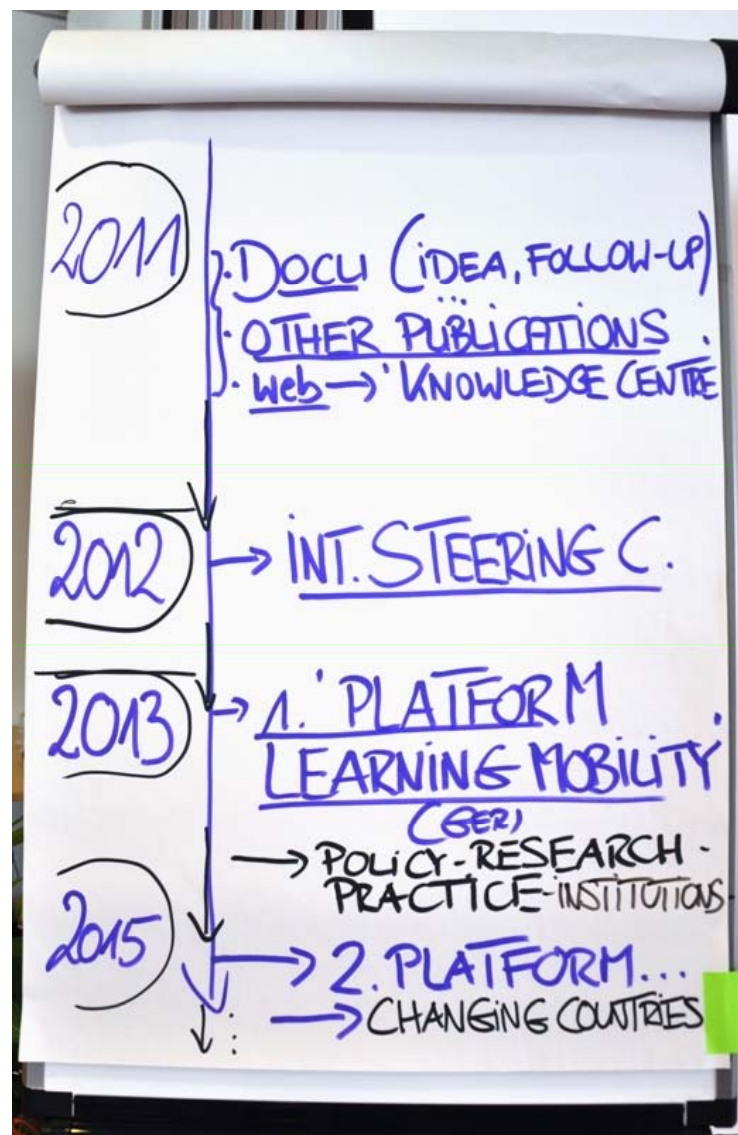 2011
· DOCU (iDEA, FOLLOW-UP)
...
· OTHER PUBLICATIONS
· web → 'KNOWLEDGE CENTRE
2012
→ INT. STEERING C.
2013
→ 1. 'PLATFORM
LEARNING MOBILITY'
(GER)
→ POLICY - RESEARCH -
PRACTICE - INSTITUTIONS
2015
→ 2. PLATFORM...
→ CHANGING COUNTRIES